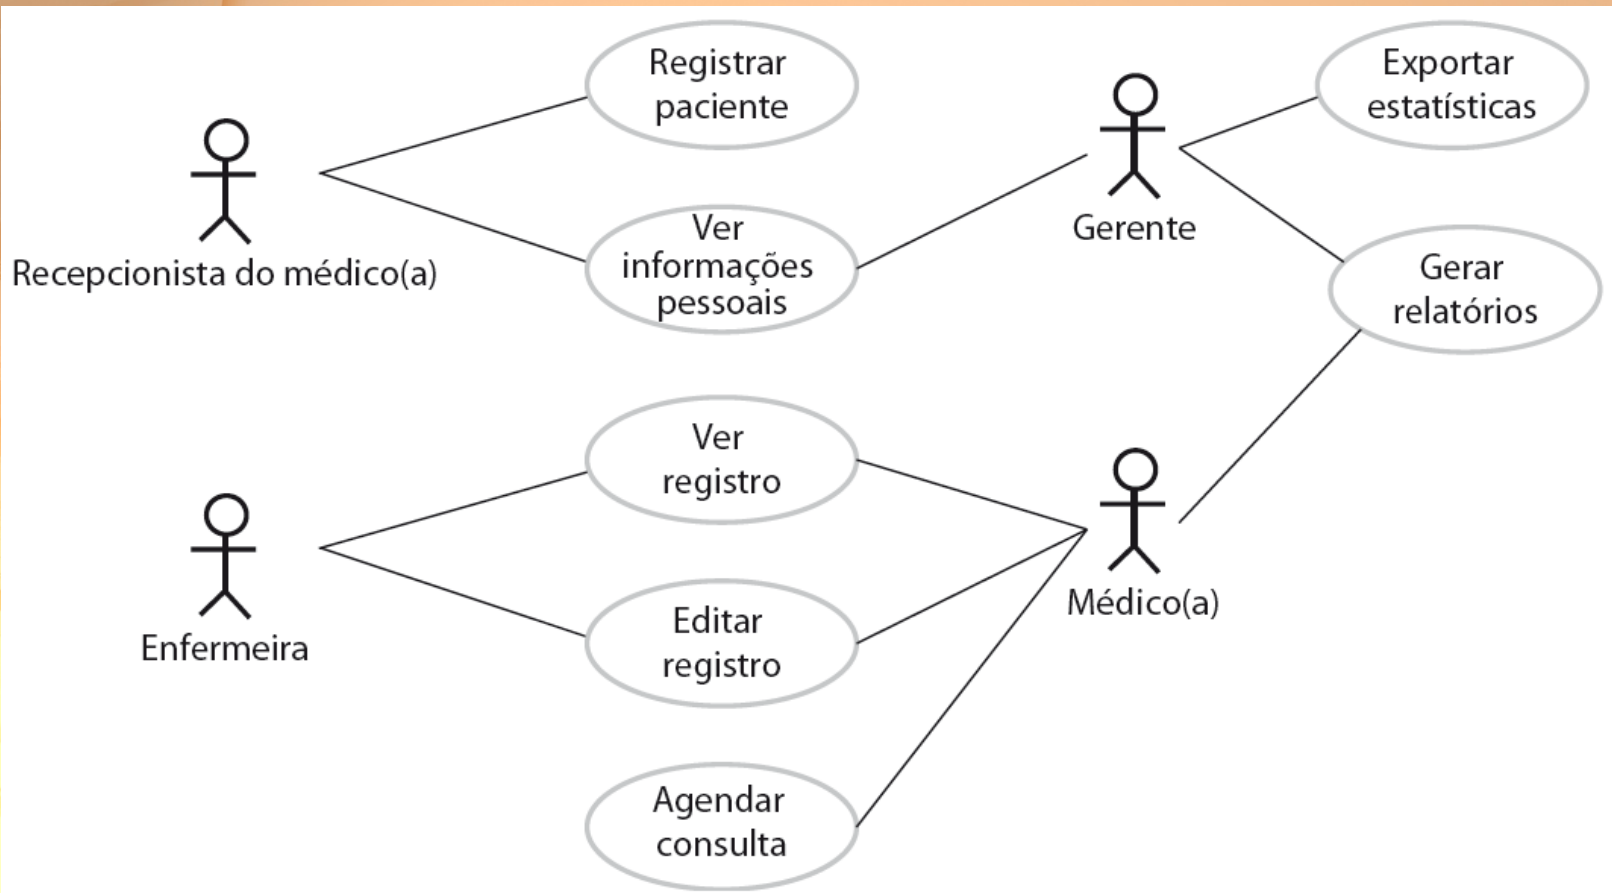 Registrar
paciente
Exportar
estatísticas
Recepcionista do médico(a)
Ver
informações
pessoais
Gerente
Gerar
relatórios
Ver
registro
Enfermeira
Editar
registro
Médico(a)
Agendar
consulta